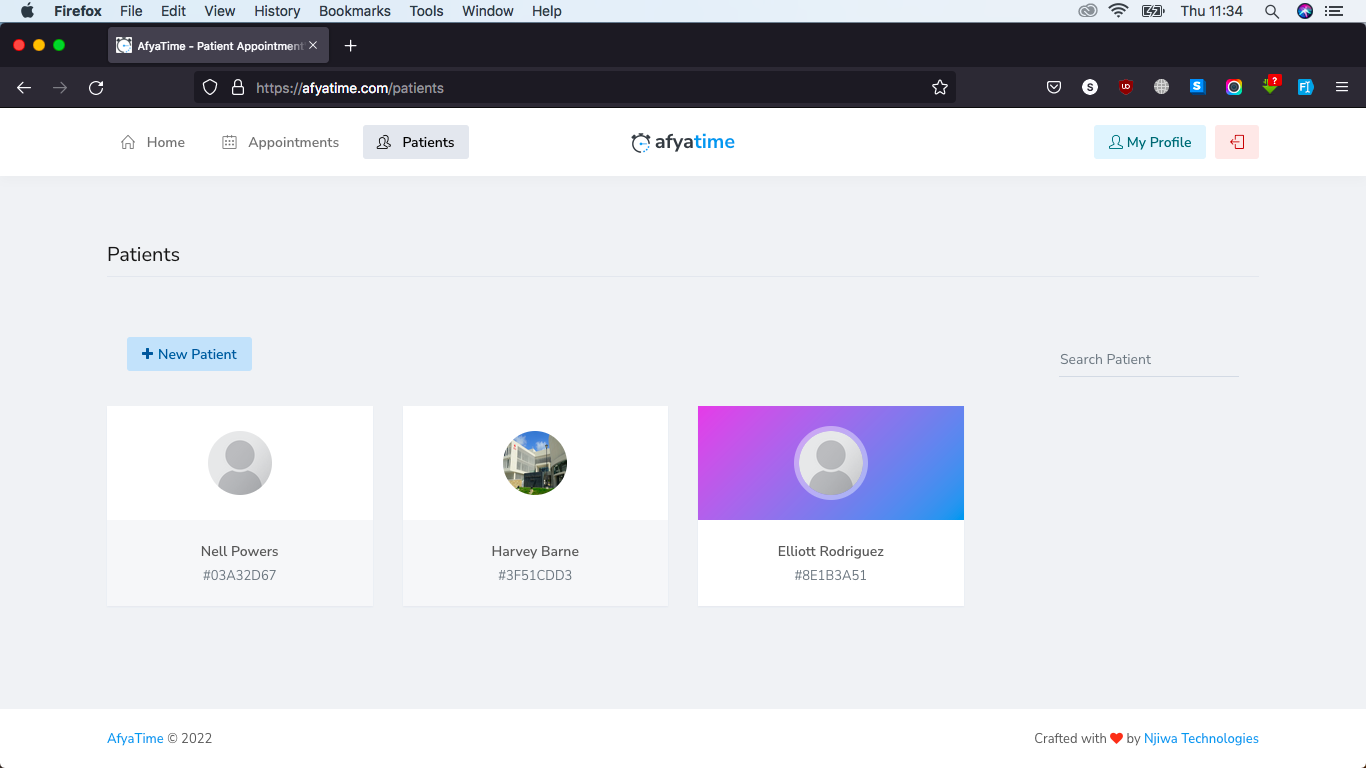 Firefox File Edit View History Bookmarks Tools Window Help Thu 11:34
AfyaTime - Patient Appointment
https://afyatime.com/patients
Home Appointments Patients afyatime My Profile
Patients
New Patient
Search Patient
Nell Powers
#03A32D67
Harvey Barne
#3F51CDD3
Elliott Rodriguez
#8E1B3A51
AfyaTime © 2022
Crafted with ❤ by Njiwa Technologies